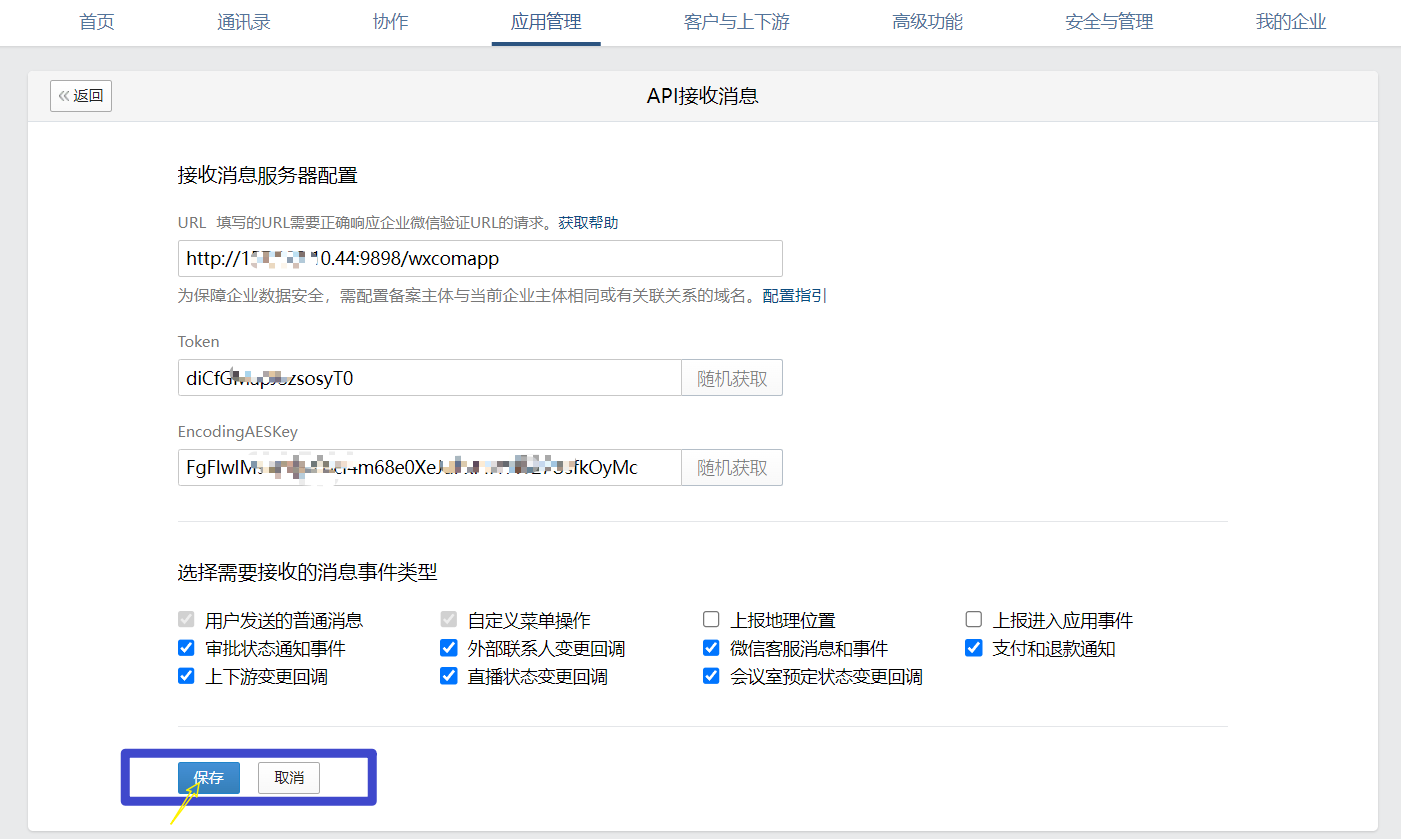 首页 通讯录 协作 应用管理 客户与上下游 高级功能 安全与管理 我的企业
返回 API接收消息
接收消息服务器配置
URL 填写的URL需要正确响应企业微信验证URL的请求。获取帮助
http://1 10.44:9898/wxcomapp
为保障企业数据安全，需配置备案主体与当前企业主体相同或有关联关系的域名。配置指引
Token
diCfG zsosyT0 随机获取
EncodingAESKey
FgFlwlM 4m68e0XeJ fkOyMc 随机获取
选择需要接收的消息事件类型
用户发送的普通消息 自定义菜单操作 上报地理位置 上报进入应用事件
审批状态通知事件 外部联系人变更回调 微信客服消息和事件 支付和退款通知
上下游变更回调 直播状态变更回调 会议室预定状态变更回调
保存 取消